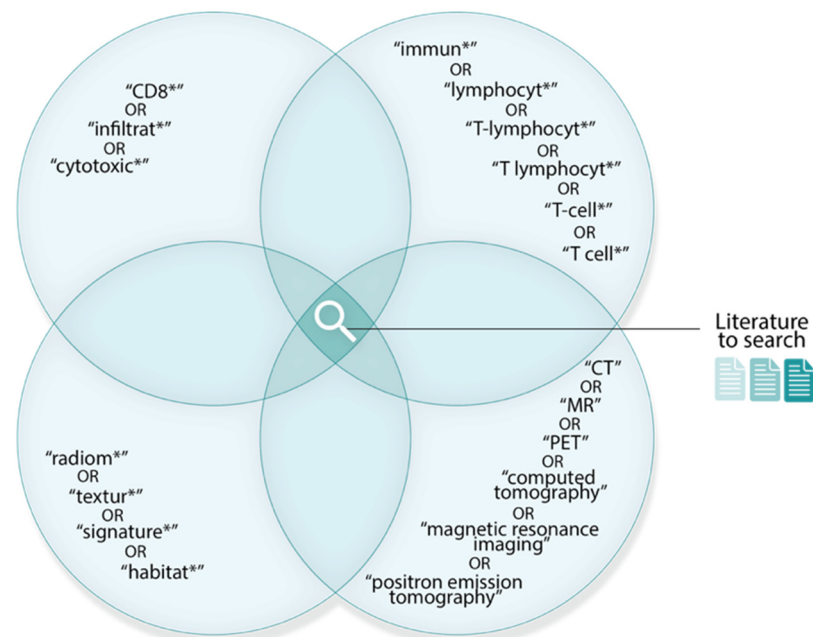 “CD8*”
OR
“infiltrat*”
OR
“cytotoxic*”
“immun*”
OR
“lymphocyt*”
OR
“T-lymphocyt*”
OR
“T lymphocyt*”
OR
“T-cell*”
OR
“T cell*”
Literature
to search
“radiom*”
OR
“textur*”
OR
“signature*”
OR
“habitat*”
“CT”
OR
“MR”
OR
“PET”
OR
“computed
tomography”
OR
“magnetic resonance
imaging”
OR
“positron emission
tomography”